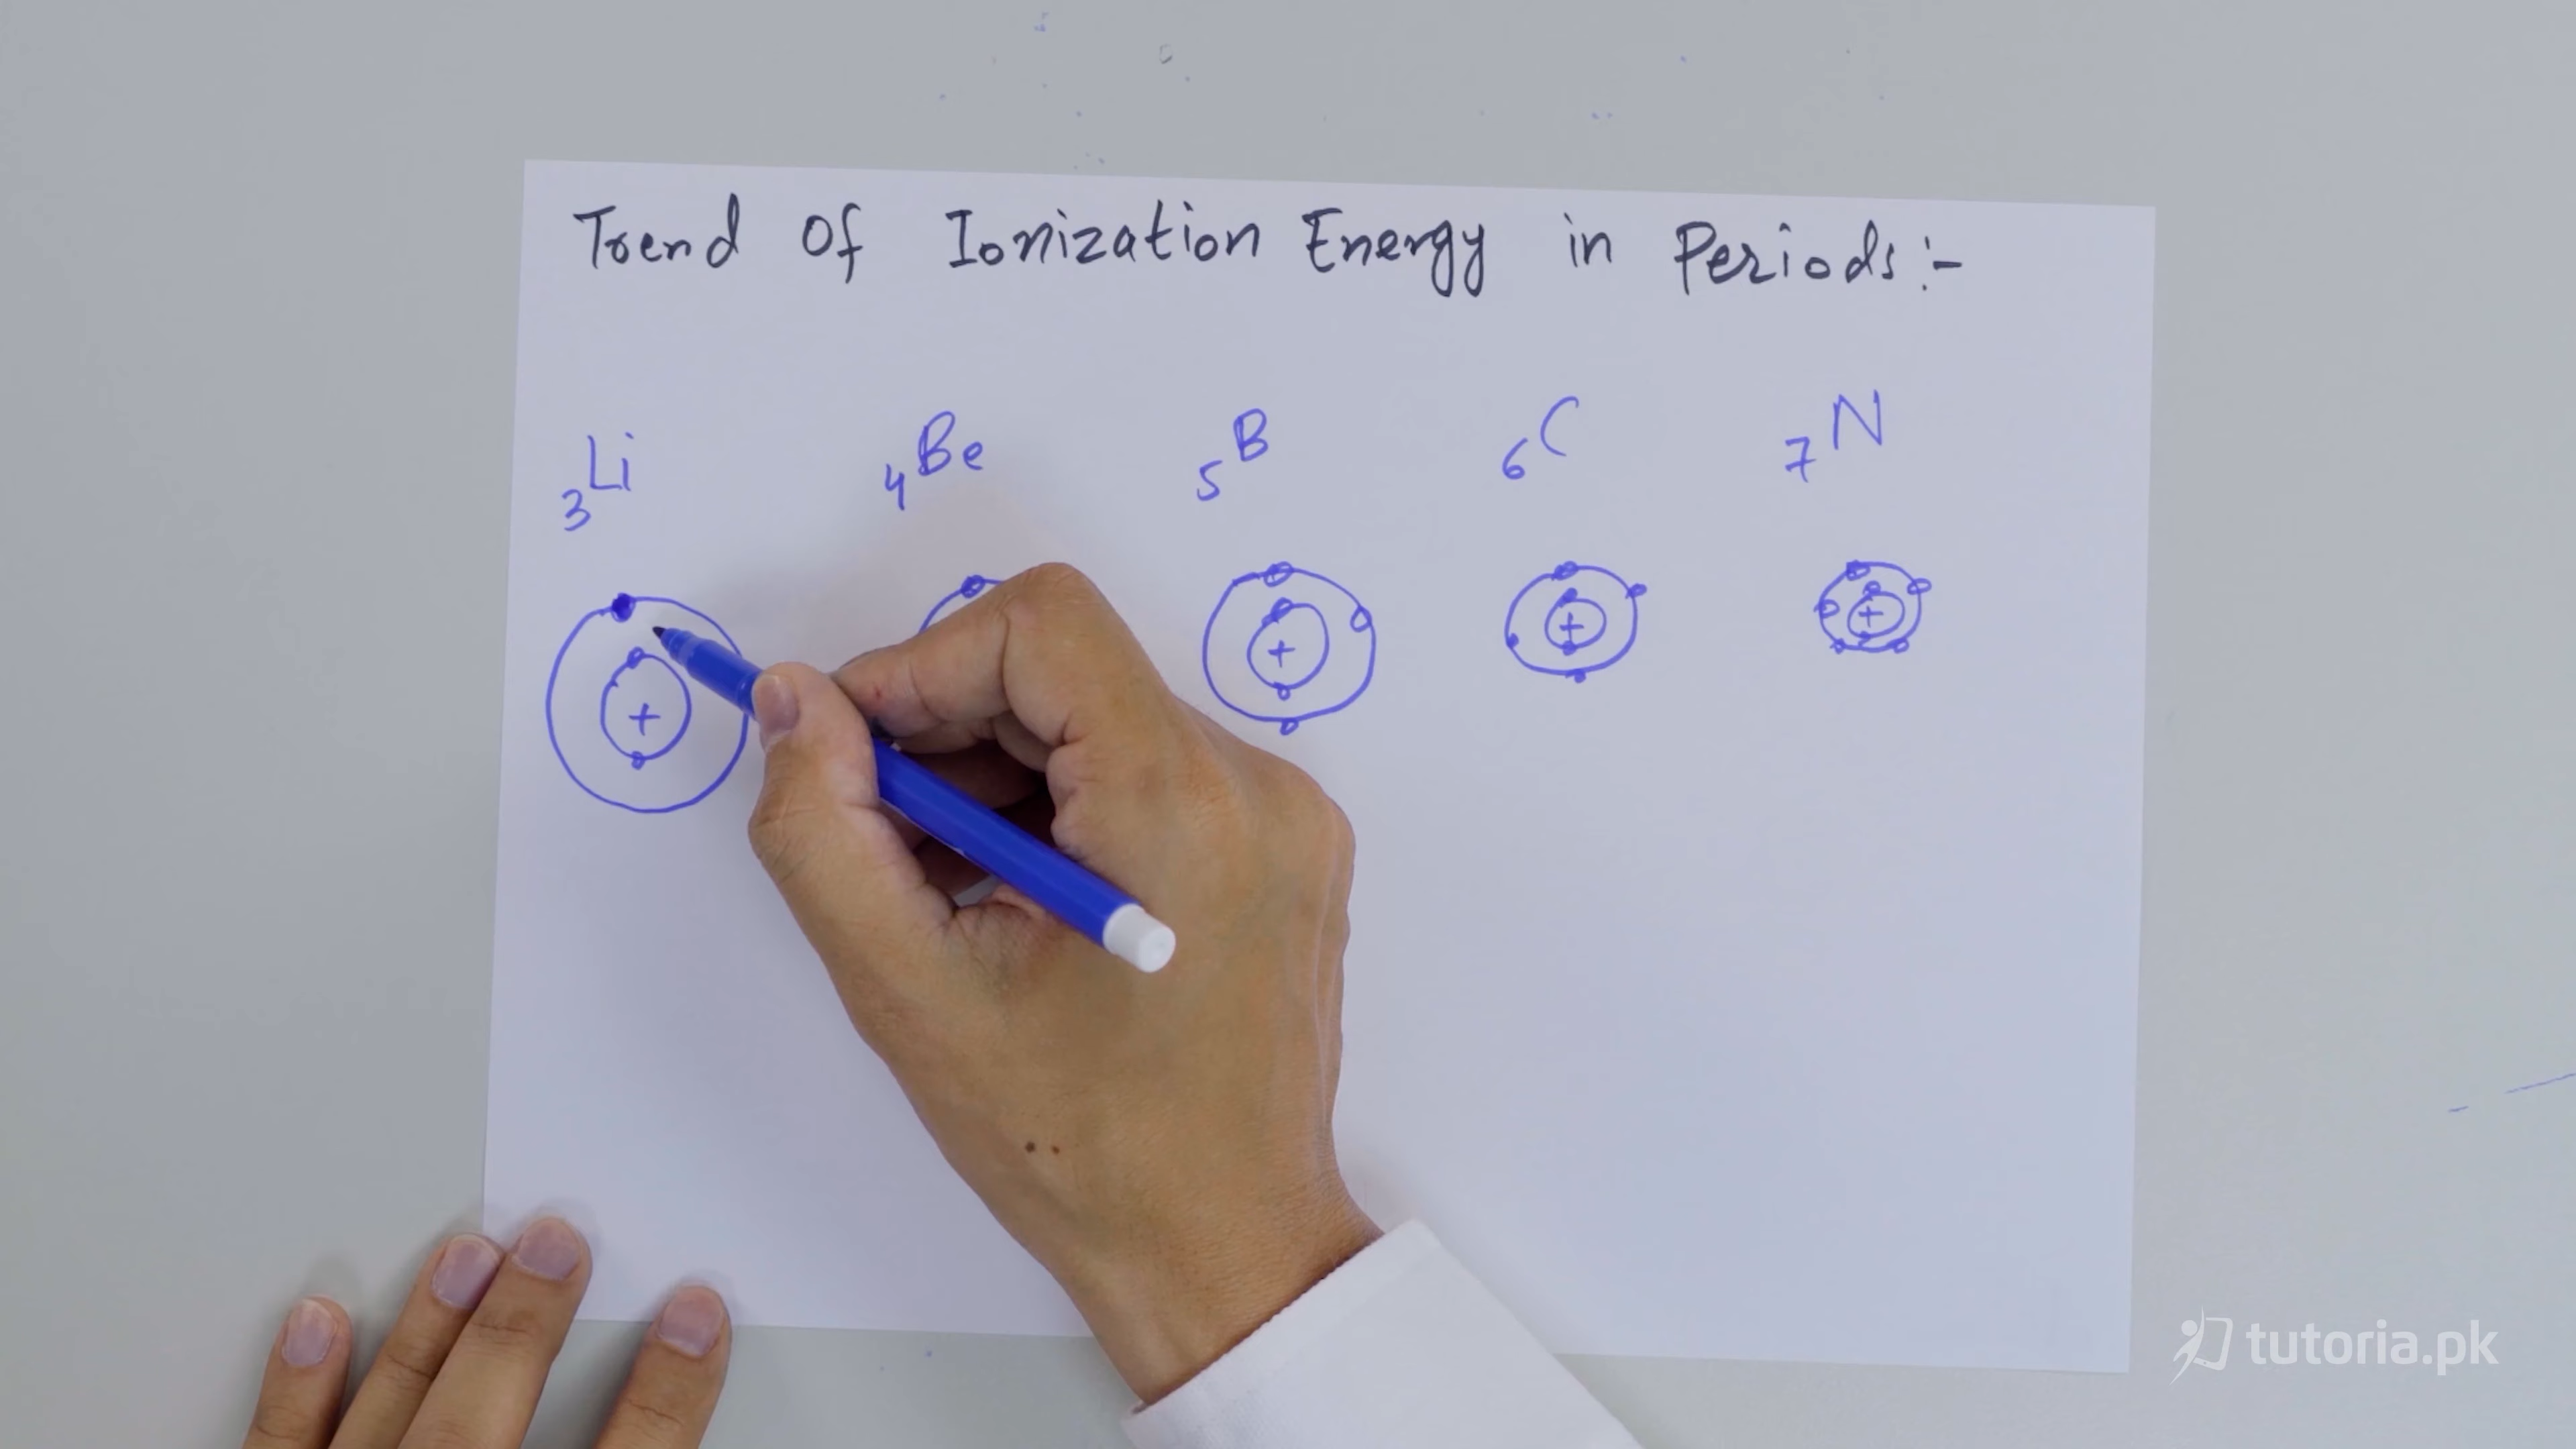 Trend Of Ionization Energy in Periods :-
3Li 4Be 5B 6C 7N
+ + + +
tutoria.pk